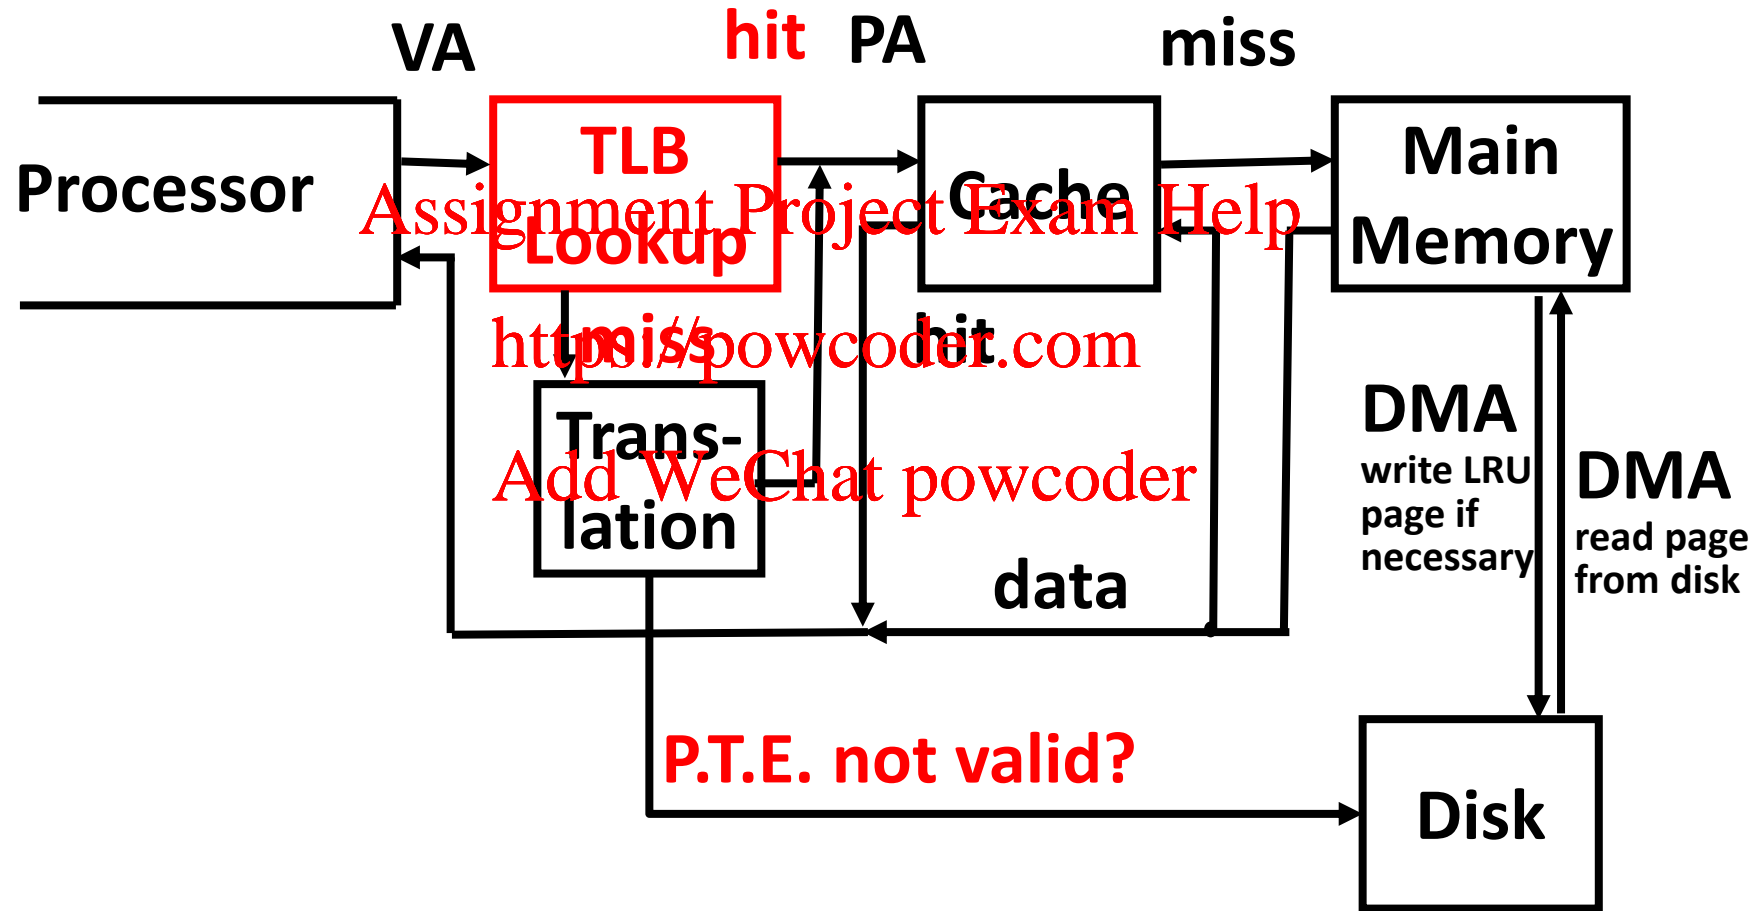 VA
hit
PA
miss
Processor
TLB
Lookup
Cache
Main
Memory
Assignment Project Exam Help
miss
hit
https://powcoder.com
Trans-
lation
Add WeChat powcoder
DMA
write LRU
page if
necessary
DMA
read page
from disk
data
P.T.E. not valid?
Disk